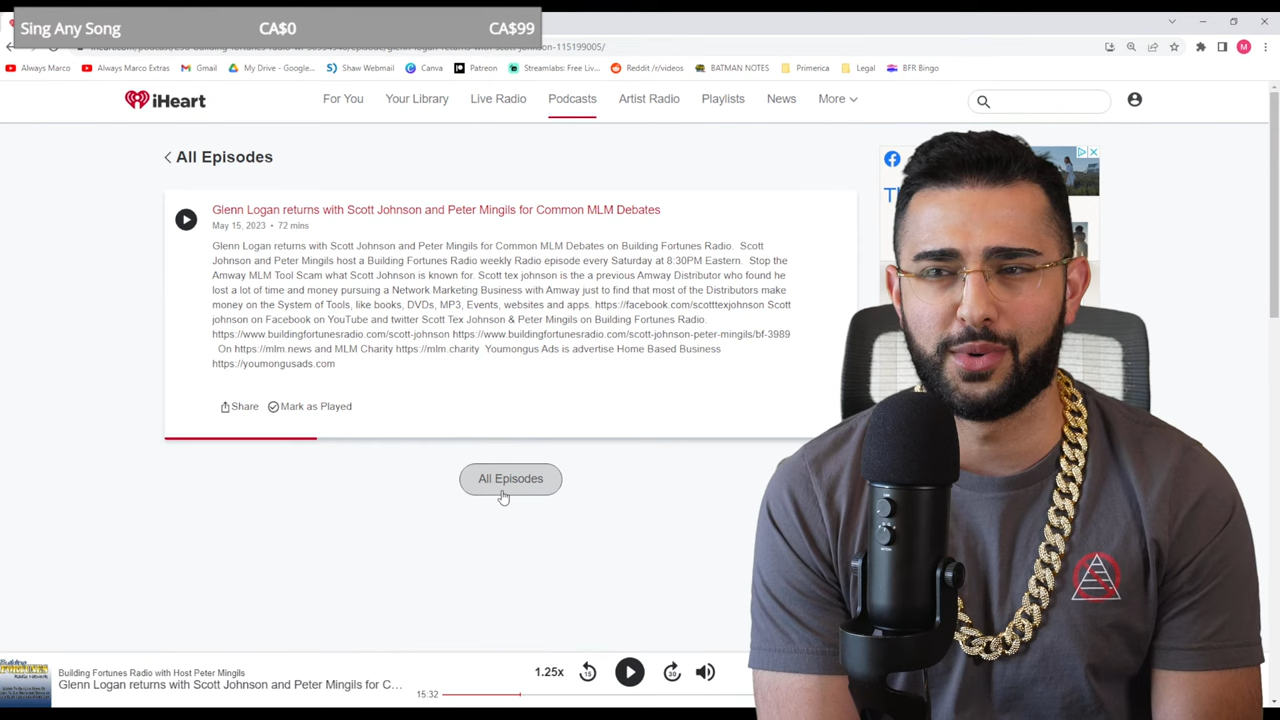 Sing Any Song CA$0 CA$99
Always Marco Always Marco Extras Gmail My Drive - Google... Shaw Webmail Canva Patreon Streamlabs: Free Liv... Reddit /r/videos BATMAN NOTES Primerica Legal BFR Bingo
iHeart For You Your Library Live Radio Podcasts Artist Radio Playlists News More
All Episodes
Glenn Logan returns with Scott Johnson and Peter Mingils for Common MLM Debates
May 15, 2023 • 72 mins
Glenn Logan returns with Scott Johnson and Peter Mingils for Common MLM Debates on Building Fortunes Radio. Scott
Johnson and Peter Mingils host a Building Fortunes Radio weekly Radio episode every Saturday at 8:30PM Eastern. Stop the
Amway MLM Tool Scam what Scott Johnson is known for. Scott tex johnson is the a previous Amway Distributor who found he
lost a lot of time and money pursuing a Network Marketing Business with Amway just to find that most of the Distributors make
money on the System of Tools, like books, DVDs, MP3, Events, websites and apps. https://facebook.com/scotttexjohnson Scott
johnson on Facebook on YouTube and twitter Scott Tex Johnson & Peter Mingils on Building Fortunes Radio.
https://www.buildingfortunesradio.com/scott-johnson https://www.buildingfortunesradio.com/scott-johnson-peter-mingils/bf-3989
On https://mlm.news and MLM Charity https://mlm.charity Youmongus Ads is advertise Home Based Business
https://youmongusads.com
Share Mark as Played
All Episodes
Building Fortunes Radio with Host Peter Mingils
Glenn Logan returns with Scott Johnson and Peter Mingils for C...
1.25x 15 30
15:32